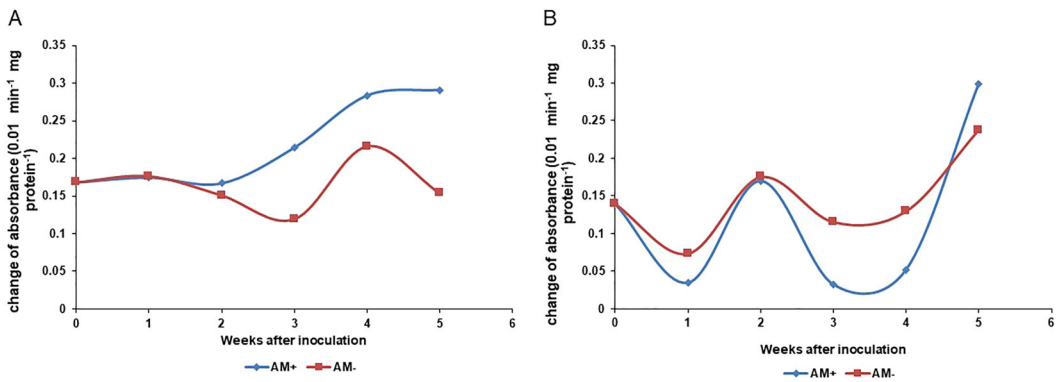 A
change of absorbance (0.01 min⁻¹ mg
protein⁻¹)
0.35
0.3
0.25
0.2
0.15
0.1
0.05
0
0 1 2 3 4 5 6
Weeks after inoculation
AM+ AM-
B
change of absorbance (0.01 min⁻¹ mg
protein⁻¹)
0.35
0.3
0.25
0.2
0.15
0.1
0.05
0
0 1 2 3 4 5 6
Weeks after inoculation
AM+ AM-